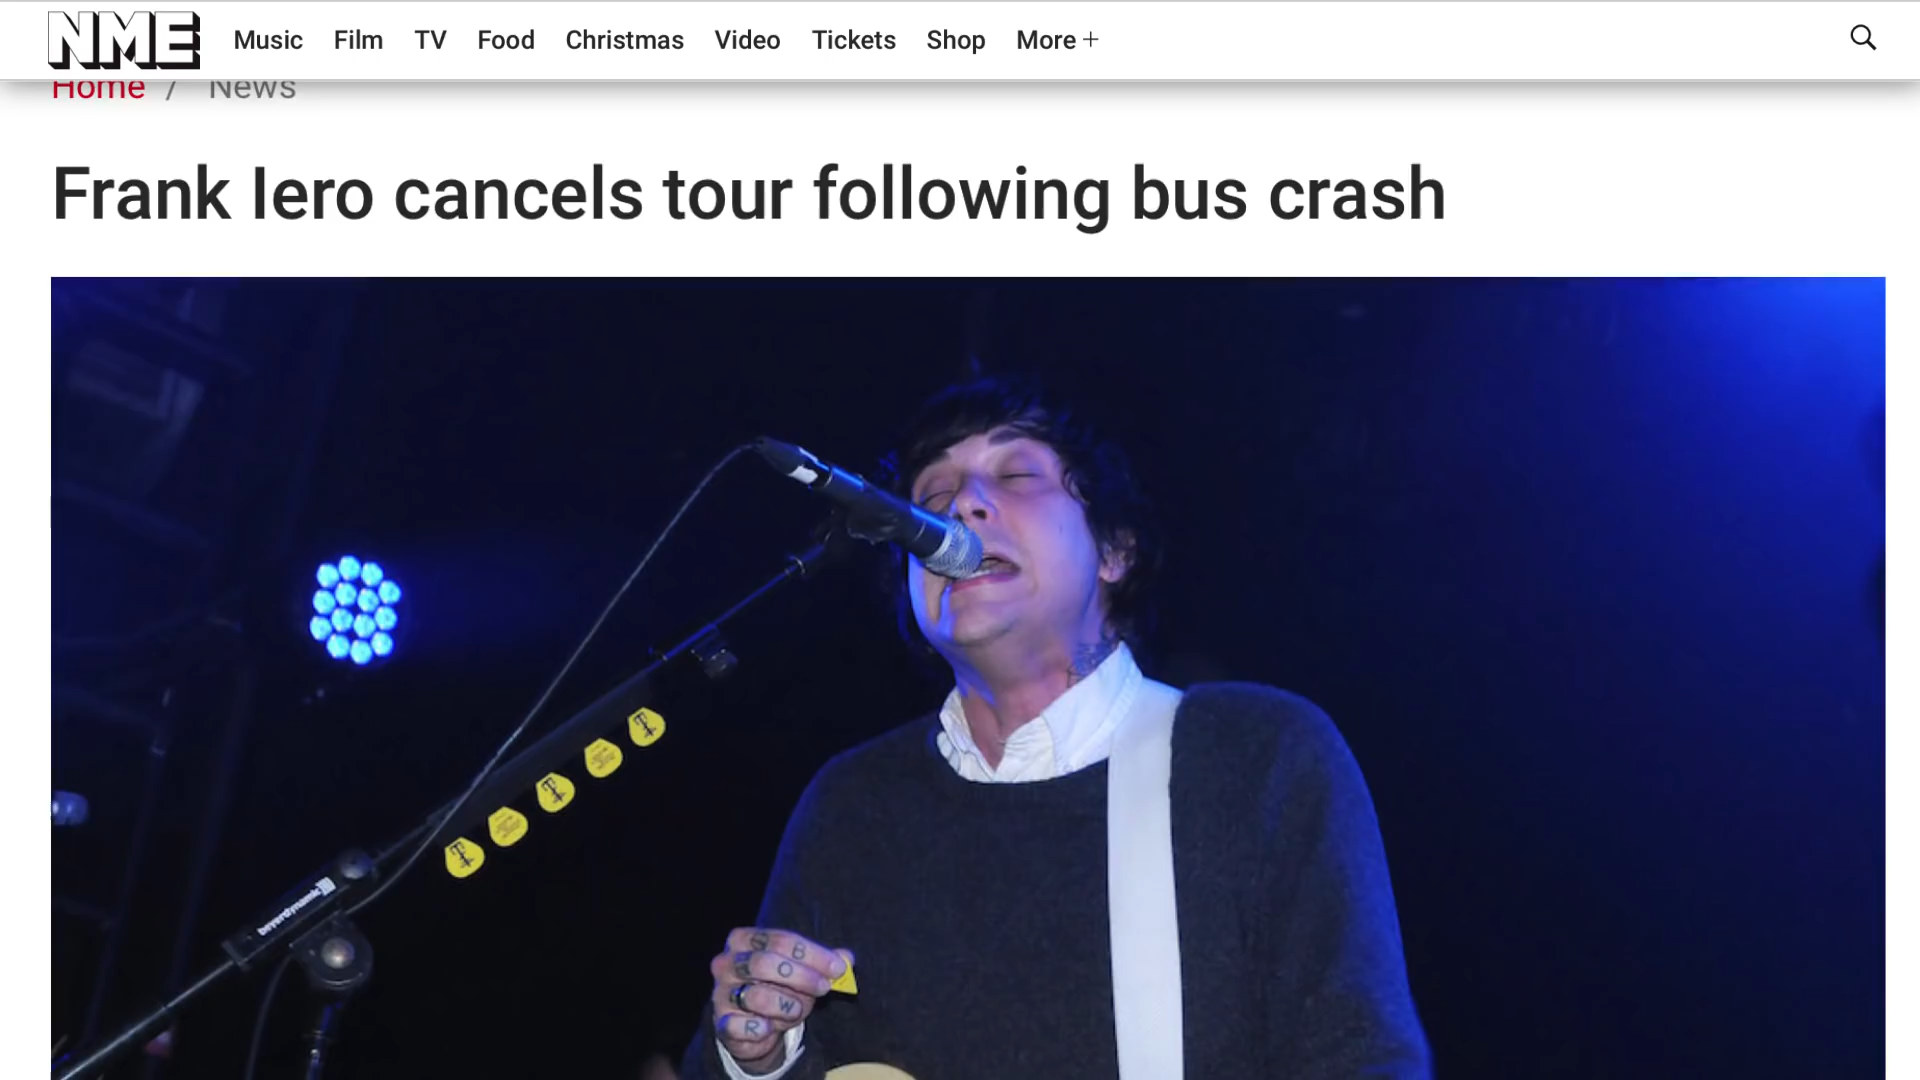 NME Music Film TV Food Christmas Video Tickets Shop More +
Home / News
Frank Iero cancels tour following bus crash
beyerdynamic
B
O
W
R